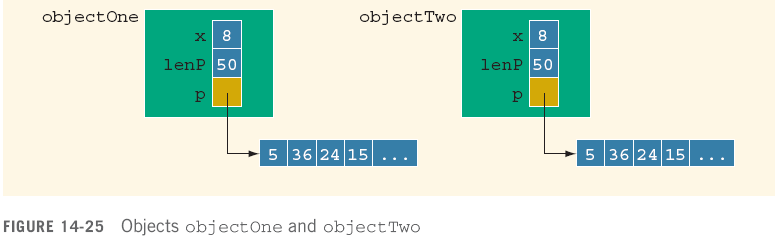 objectOne objectTwo
x 8 x 8
lenP 50 lenP 50
p p
5 36 24 15 ... 5 36 24 15 ...
FIGURE 14-25 Objects objectOne and objectTwo